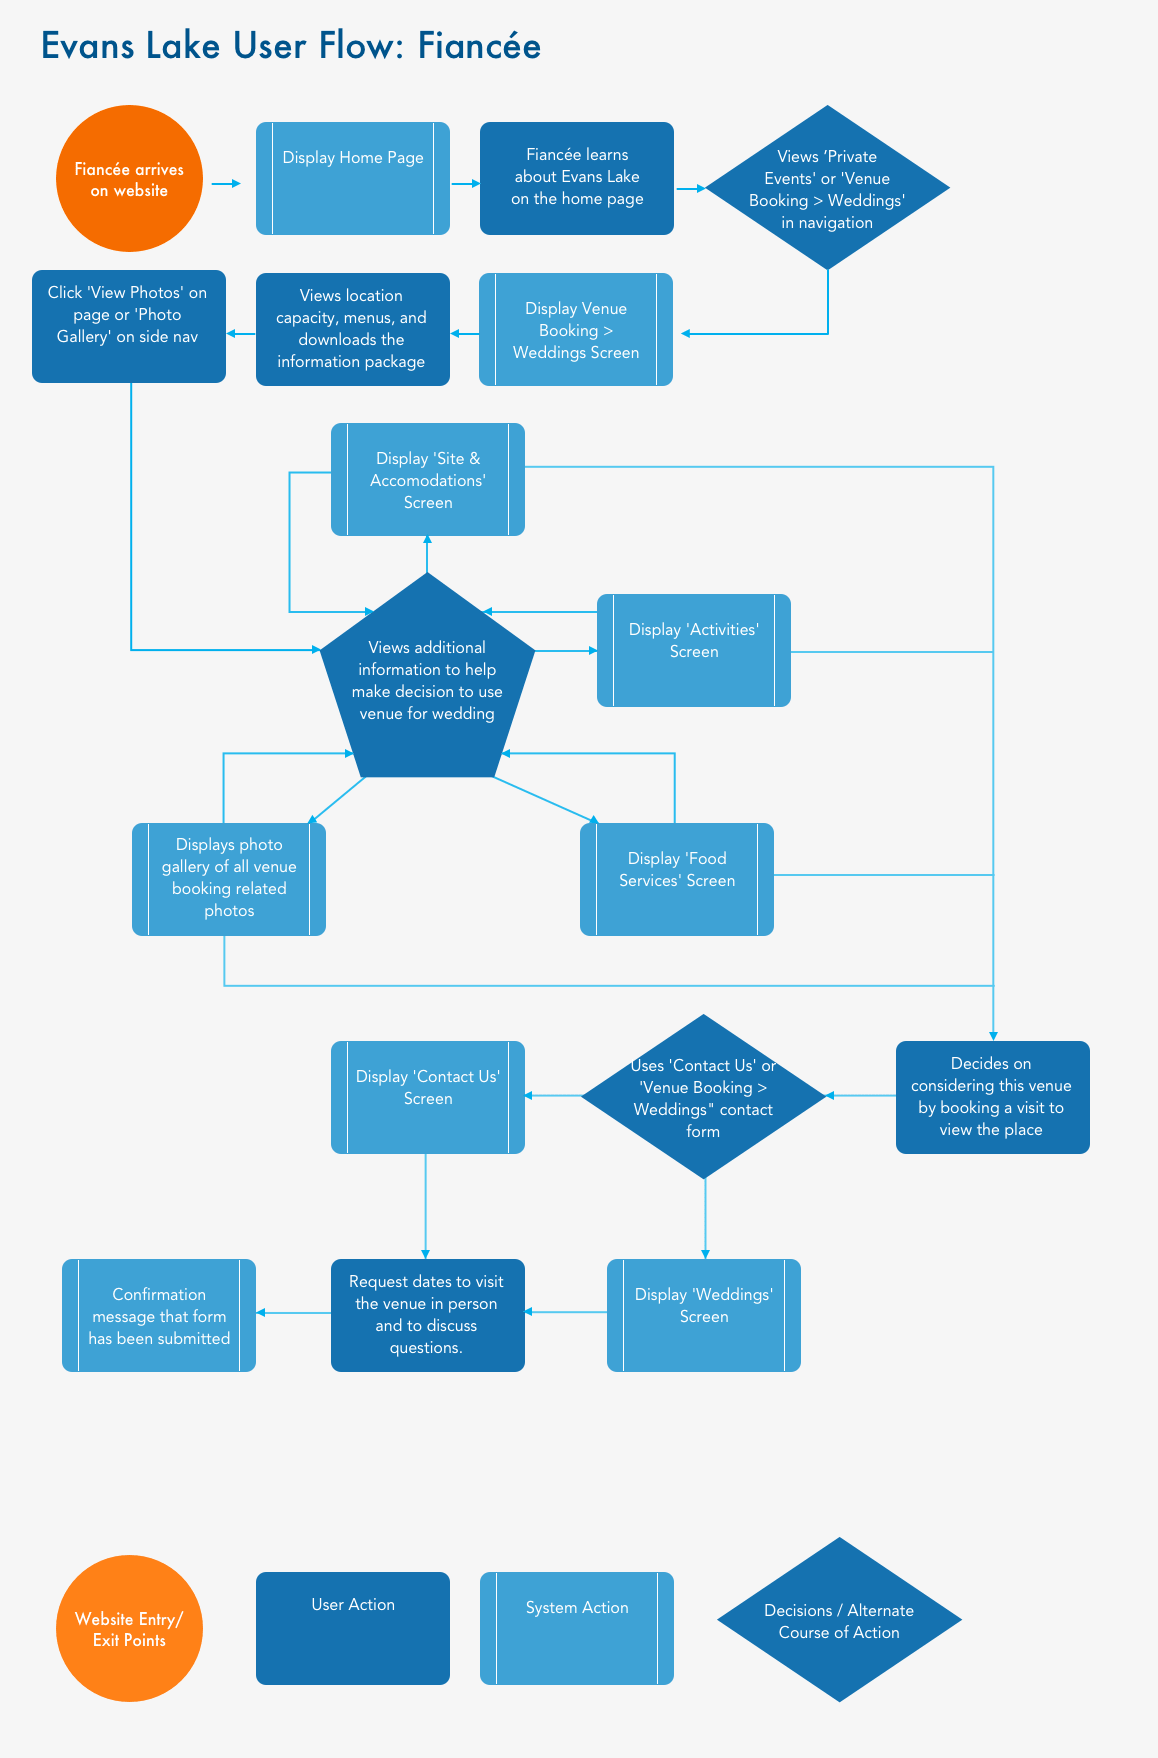 Evans Lake User Flow: Fiancée
Fiancée arrives
on website
Display Home Page
Fiancée learns
about Evans Lake
on the home page
Views ’Private
Events' or 'Venue
Booking > Weddings'
in navigation
Click 'View Photos' on
page or 'Photo
Gallery' on side nav
Views location
capacity, menus, and
downloads the
information package
Display Venue
Booking >
Weddings Screen
Display 'Site &
Accomodations'
Screen
Views additional
information to help
make decision to use
venue for wedding
Display 'Activities'
Screen
Displays photo
gallery of all venue
booking related
photos
Display 'Food
Services' Screen
Display 'Contact Us'
Screen
Uses 'Contact Us' or
'Venue Booking >
Weddings" contact
form
Decides on
considering this venue
by booking a visit to
view the place
Confirmation
message that form
has been submitted
Request dates to visit
the venue in person
and to discuss
questions.
Display 'Weddings'
Screen
Website Entry/
Exit Points
User Action
System Action
Decisions / Alternate
Course of Action